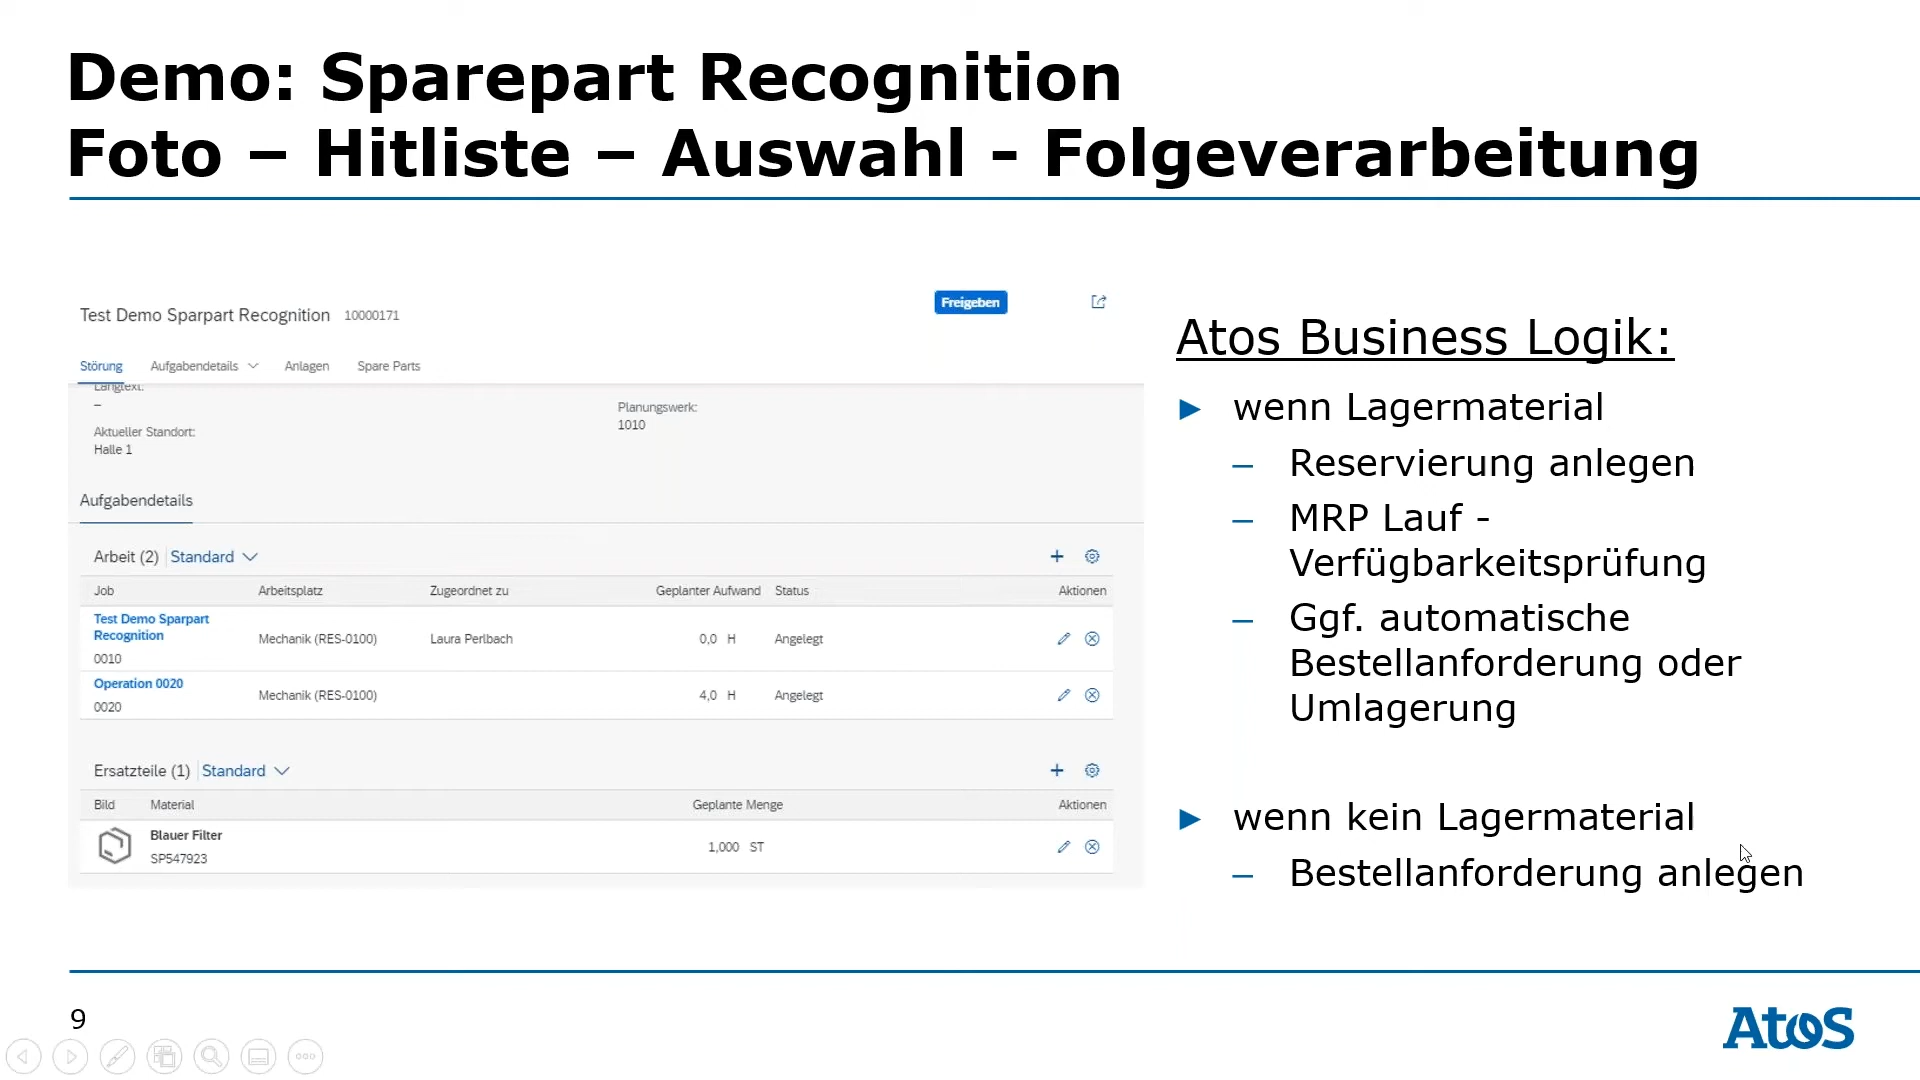 Demo: Sparepart Recognition
Foto – Hitliste – Auswahl - Folgeverarbeitung
Test Demo Sparpart Recognition 10000171
Freigeben
Störung Aufgabendetails Anlagen Spare Parts
Langtext:
–
Planungswerk:
1010
Aktueller Standort:
Halle 1
Aufgabendetails
Arbeit (2) Standard
Job Arbeitsplatz Zugeordnet zu Geplanter Aufwand Status Aktionen
Test Demo Sparpart
Recognition
0010
Mechanik (RES-0100) Laura Perlbach 0,0 H Angelegt
Operation 0020
0020
Mechanik (RES-0100) 4,0 H Angelegt
Ersatzteile (1) Standard
Bild Material Geplante Menge Aktionen
Blauer Filter
SP547923
1,000 ST
Atos Business Logik:
► wenn Lagermaterial
– Reservierung anlegen
– MRP Lauf -
Verfügbarkeitsprüfung
– Ggf. automatische
Bestellanforderung oder
Umlagerung
► wenn kein Lagermaterial
– Bestellanforderung anlegen
9
Atos